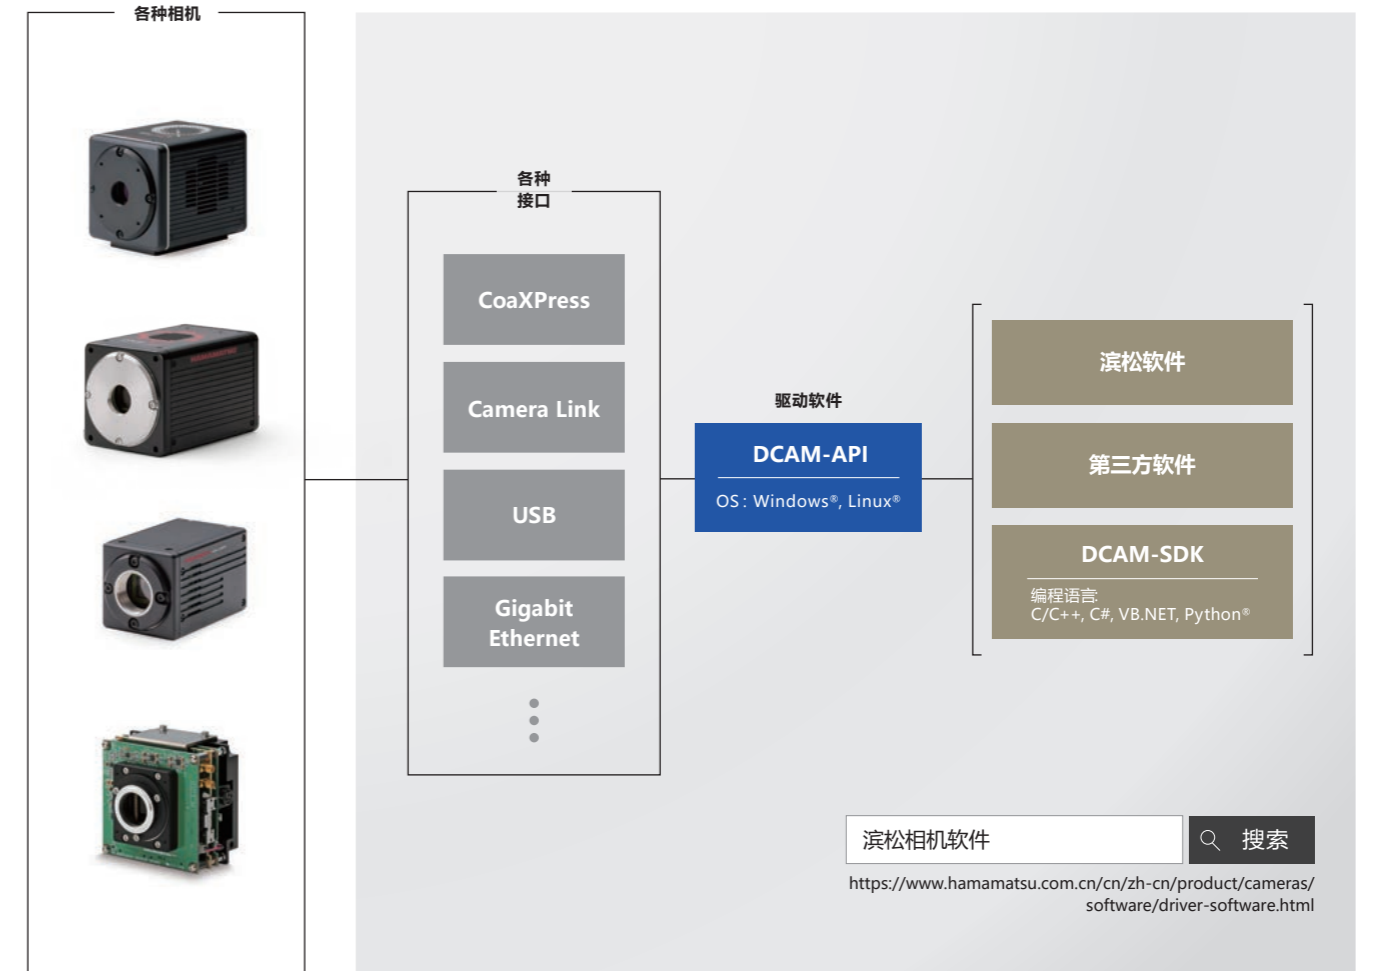 各种相机
各种
接口
CoaXPress
Camera Link
USB
Gigabit
Ethernet
驱动软件
DCAM-API
OS : Windows®, Linux®
滨松软件
第三方软件
DCAM-SDK
编程语言:
C/C++, C#, VB.NET, Python®
滨松相机软件
搜索
https://www.hamamatsu.com.cn/cn/zh-cn/product/cameras/
software/driver-software.html